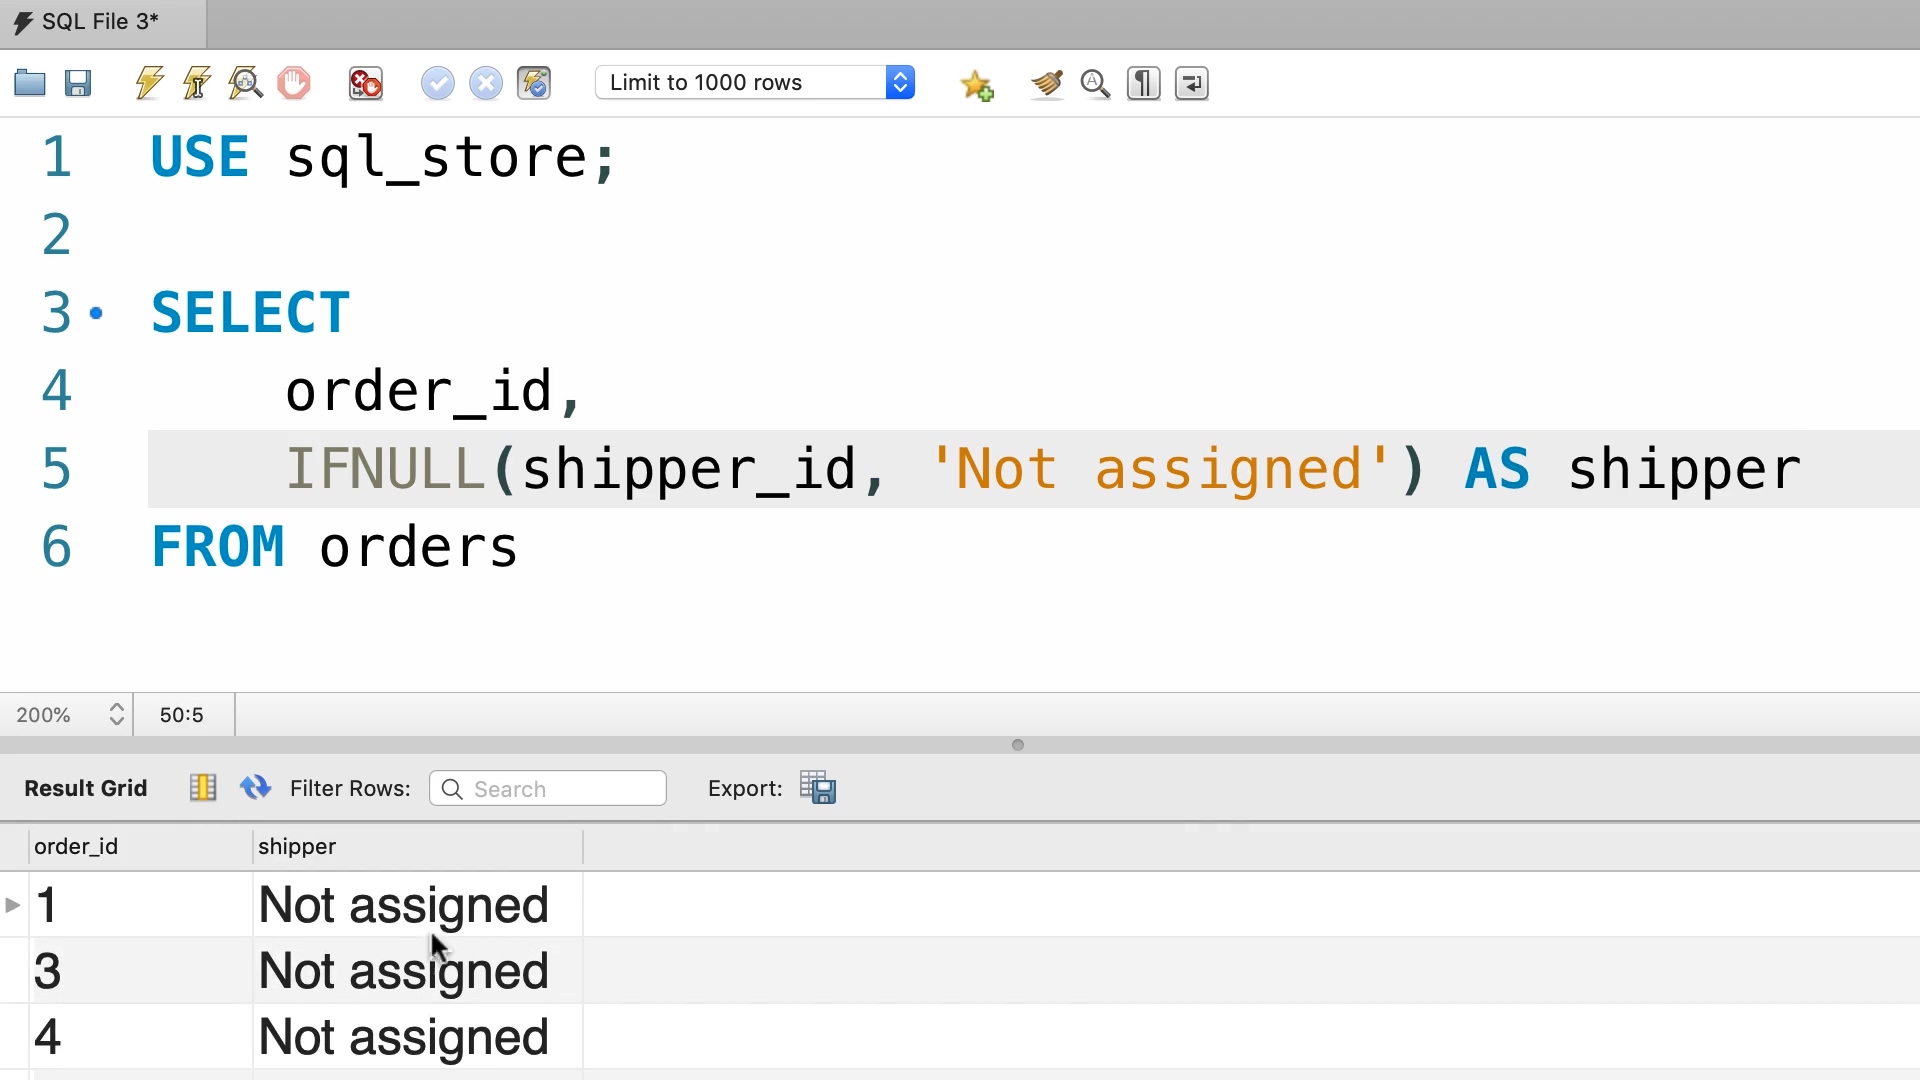 SQL File 3*
Limit to 1000 rows
1 USE sql_store;
2
3 SELECT
4 order_id,
5 IFNULL(shipper_id, 'Not assigned') AS shipper
6 FROM orders
200% 50:5
Result Grid Filter Rows: Search Export:
order_id shipper
1 Not assigned
3 Not assigned
4 Not assigned